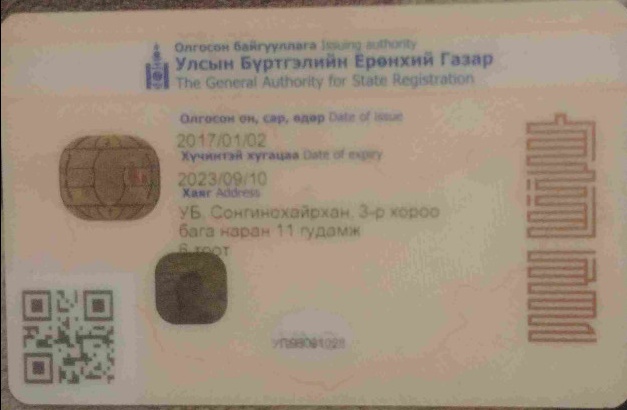 Олгосон байгууллага Issuing authority
Улсын Бүртгэлийн Ерөнхий Газар
The General Authority for State Registration
Олгосон он, сар, өдөр Date of issue
2017/01/02
Хүчинтэй хугацаа Date of expiry
2023/09/10
Хаяг Address
УБ, Сонгинохайрхан, 3-р хороо
бага наран 11 гудамж
6 тоот